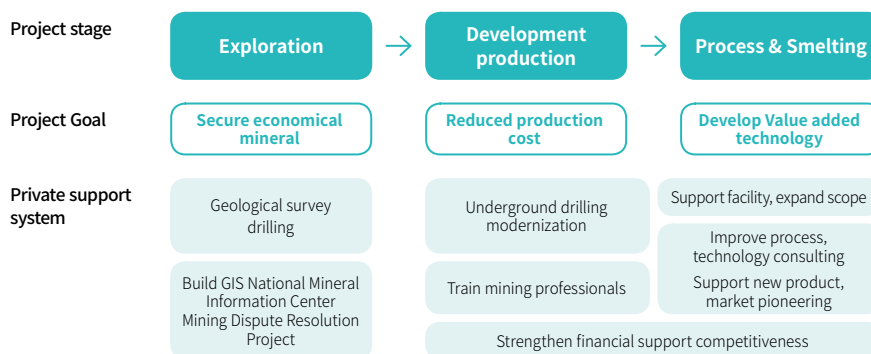 Project stage
Exploration
Development
production
Process & Smelting
Project Goal
Secure economical
mineral
Reduced production
cost
Develop Value added
technology
Private support
system
Geological survey
drilling
Build GIS National Mineral
Information Center
Mining Dispute Resolution
Project
Underground drilling
modernization
Train mining professionals
Support facility, expand scope
Improve process,
technology consulting
Support new product,
market pioneering
Strengthen financial support competitiveness